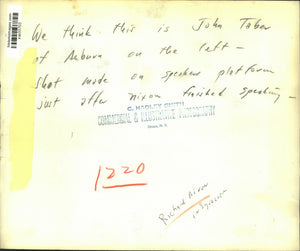 We think this is John Taber
of Auburn on the left -
shot made on speakers platform
just after nixon finished speaking -
C. HADLEY SMITH
COMMERCIAL & ILLUSTRATIVE PHOTOGRAPHY
Ithaca, N. Y.
1220
Richard Nixon
in Syracuse